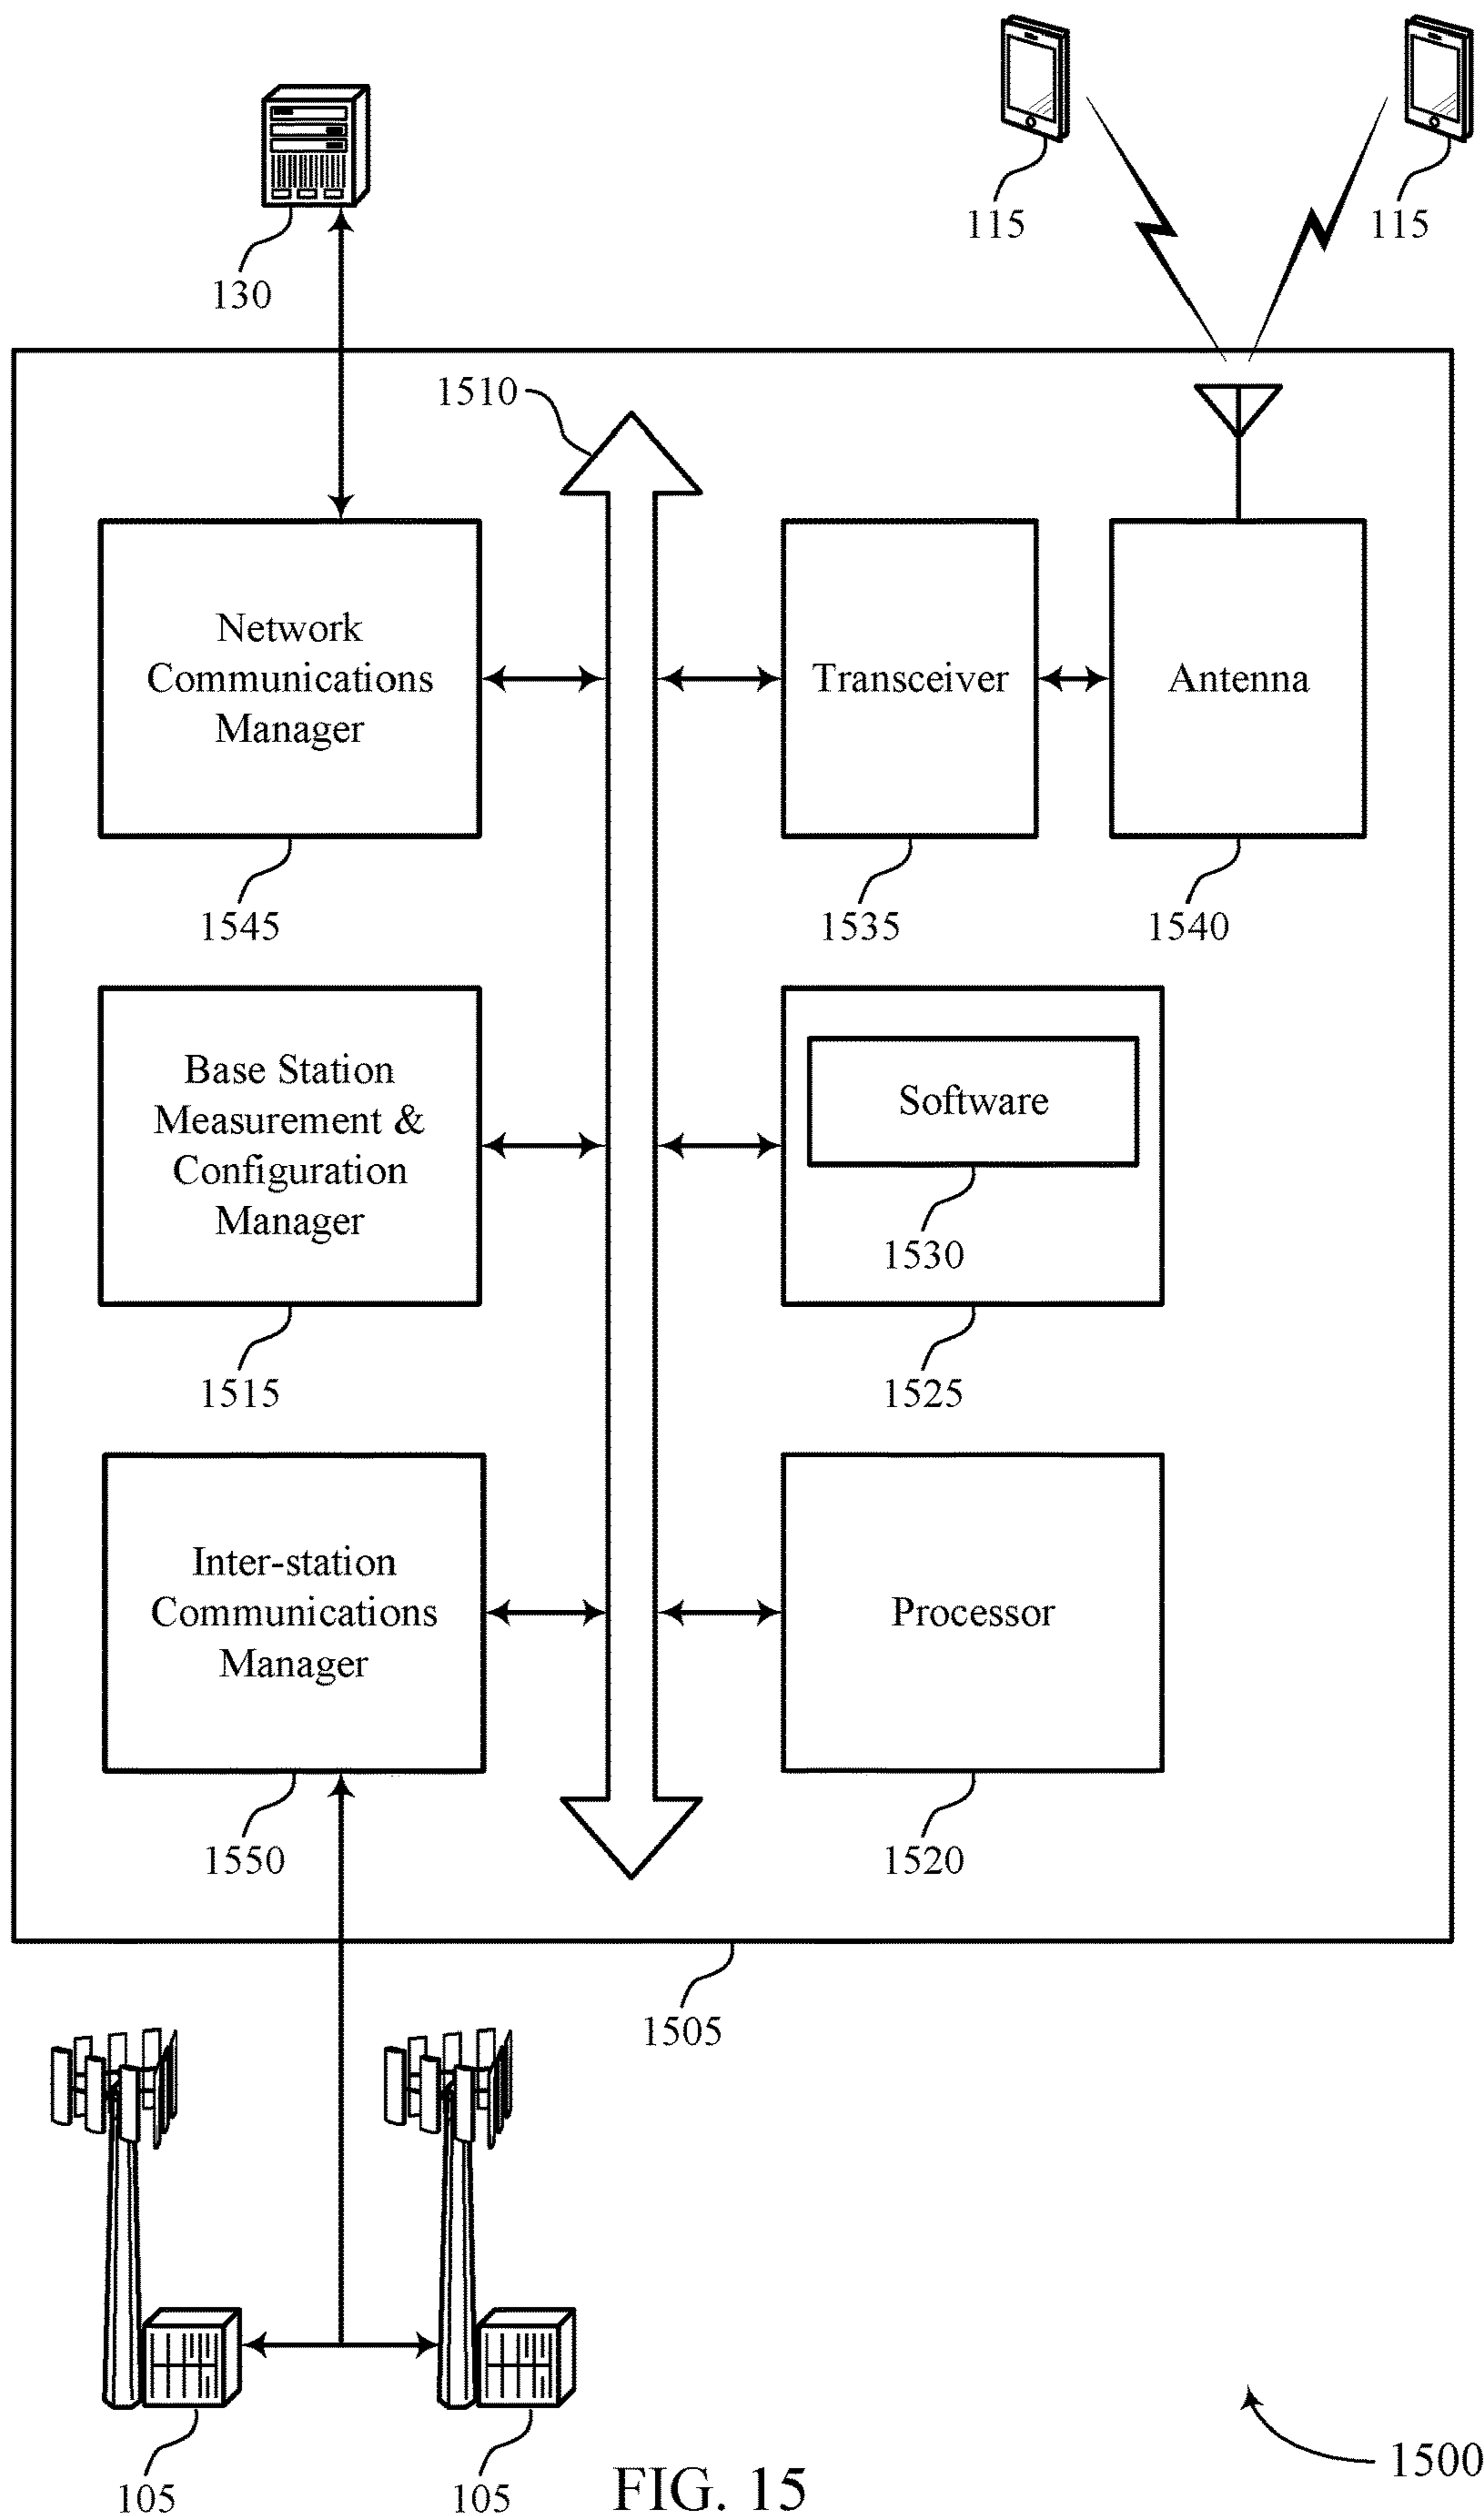 115
115
130
1510
Network
Communications
Manager
Transceiver
Antenna
1545
1535
1540
Base Station
Measurement &
Configuration
Manager
Software
1530
1515
1525
Inter-station
Communications
Manager
Processor
1550
1520
1505
105
105
FIG. 15
1500